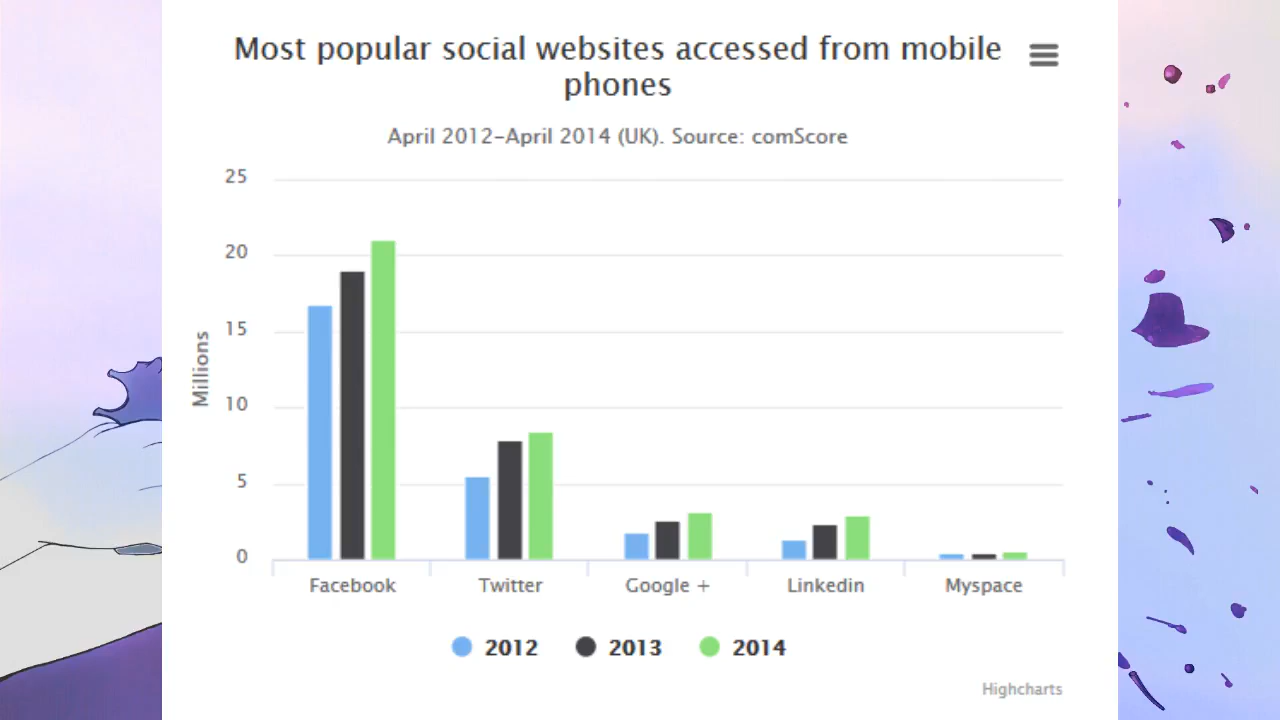 Most popular social websites accessed from mobile
phones
April 2012-April 2014 (UK). Source: comScore
25
20
15
10
5
0
Millions
Facebook Twitter Google + Linkedin Myspace
2012 2013 2014
Highcharts